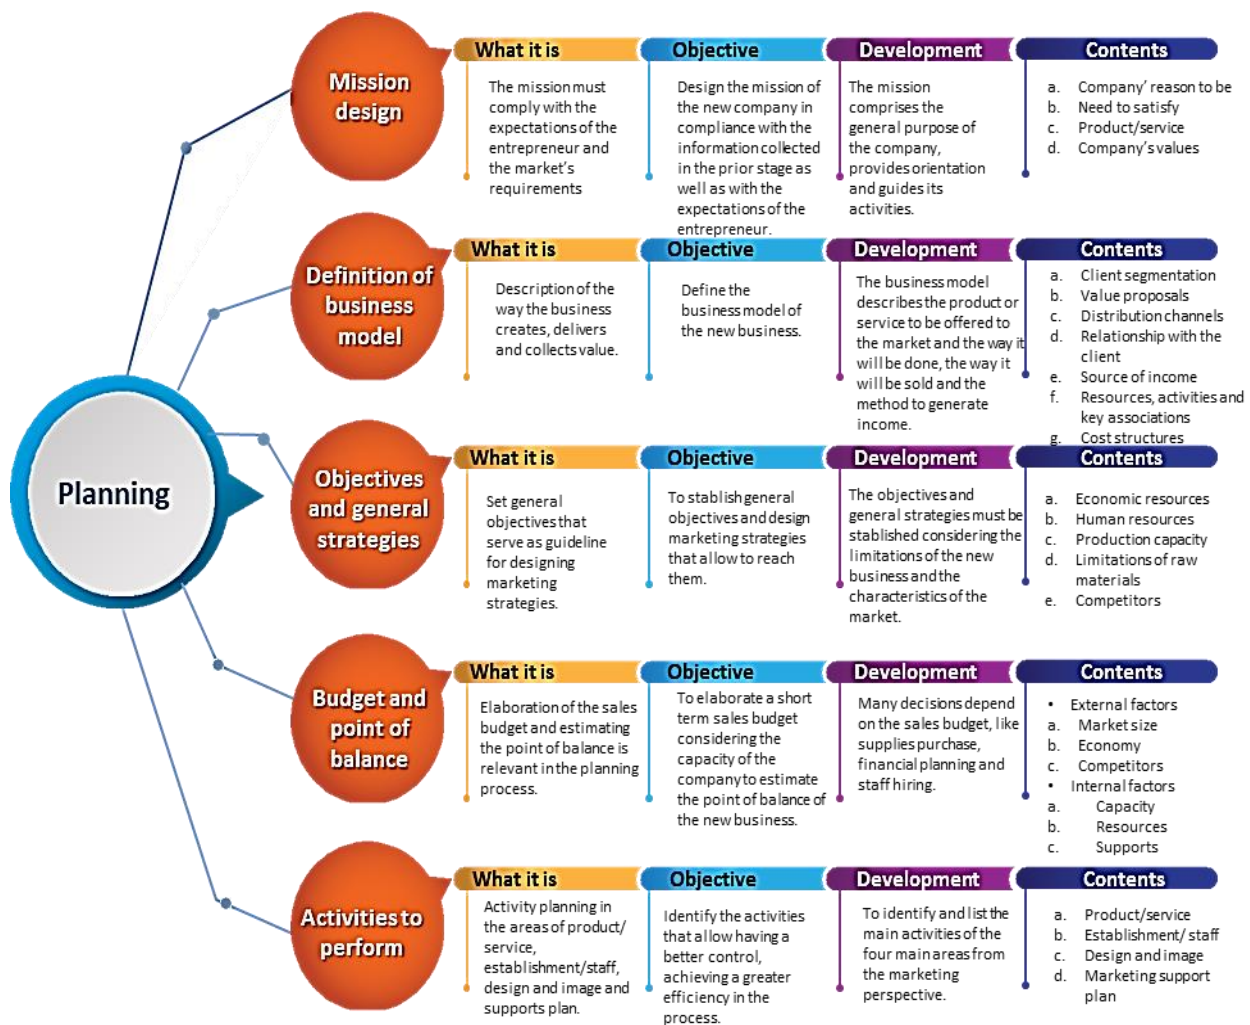 Planning
Mission
design
What it is
The mission must
comply with the
expectations of the
entrepreneur and
the market's
requirements
Objective
Design the mission of
the new company in
compliance with the
information collected
in the prior stage as
well as with the
expectations of the
entrepreneur.
Development
The mission
comprises the
general purpose of
the company,
provides orientation
and guides its
activities.
Contents
a. Company' reason to be
b. Need to satisfy
c. Product/service
d. Company's values
Definition of
business
model
What it is
Description of the
way the business
creates, delivers
and collects value.
Objective
Define the
business model of
the new business.
Development
The business model
describes the product or
service to be offered to
the market and the way it
will be done, the way it
will be sold and the
method to generate
income.
Contents
a. Client segmentation
b. Value proposals
c. Distribution channels
d. Relationship with the
client
e. Source of income
f. Resources, activities and
key associations
g. Cost structures
Objectives
and general
strategies
What it is
Set general
objectives that
serve as guideline
for designing
marketing
strategies.
Objective
To stablish general
objectives and design
marketing strategies
that allow to reach
them.
Development
The objectives and
general strategies must be
stablished considering the
limitations of the new
business and the
characteristics of the
market.
Contents
a. Economic resources
b. Human resources
c. Production capacity
d. Limitations of raw
materials
e. Competitors
Budget and
point of
balance
What it is
Elaboration of the sales
budget and estimating
the point of balance is
relevant in the planning
process.
Objective
To elaborate a short
term sales budget
considering the
capacity of the
company to estimate
the point of balance of
the new business.
Development
Many decisions depend
on the sales budget, like
supplies purchase,
financial planning and
staff hiring.
Contents
• External factors
a. Market size
b. Economy
c. Competitors
• Internal factors
a. Capacity
b. Resources
c. Supports
Activities to
perform
What it is
Activity planning in
the areas of product/
service,
establishment/staff,
design and image and
supports plan.
Objective
Identify the activities
that allow having a
better control,
achieving a greater
efficiency in the
process.
Development
To identify and list the
main activities of the
four main areas from
the marketing
perspective.
Contents
a. Product/service
b. Establishment/ staff
c. Design and image
d. Marketing support
plan